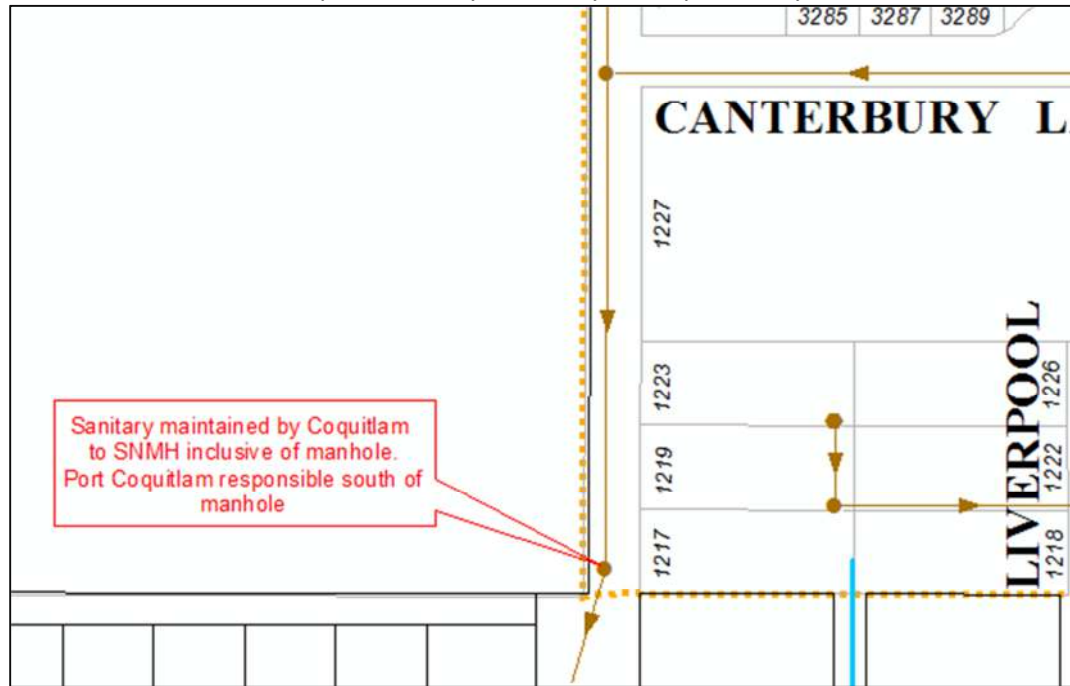 3285 3287 3289
CANTERBURY L
1227
1223
1219
1217
LIVERPOOL
1226
1222
1218
Sanitary maintained by Coquitlam
to SNMH inclusive of manhole.
Port Coquitlam responsible south of
manhole